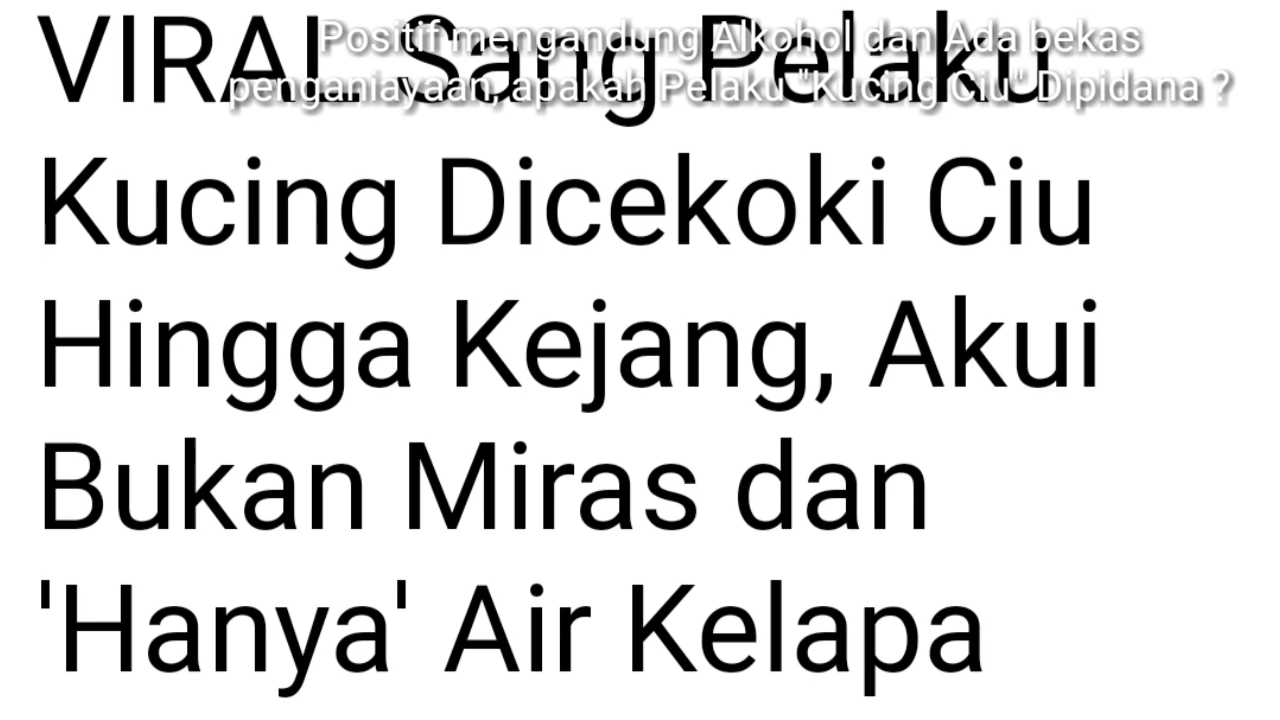 Positif mengandung Alkohol dan Ada bekas
penganiayaan, apakah Pelaku "Kucing Ciu" Dipidana ?
VIRAL Sang Pelaku
Kucing Dicekoki Ciu
Hingga Kejang, Akui
Bukan Miras dan
'Hanya' Air Kelapa